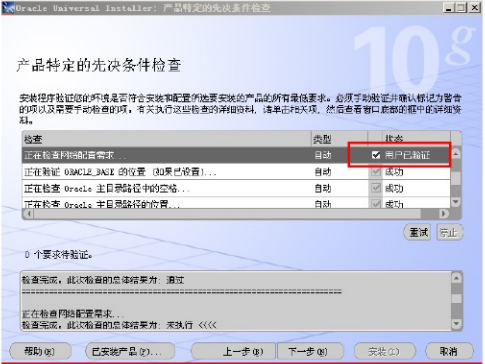 Oracle Universal Installer: 产品特定的先决条件检查
10g
产品特定的先决条件检查
安装程序验证您的环境是否符合安装和配置所选要安装的产品的所有最低要求。必须手动验证并确认标记为警告
的项以及需要手动检查的项。有关执行这些检查的详细资料, 请单击相关项, 然后查看窗口底部的框中的详细资
料。
检查 类型 状态
正在检查网络配置需求... 自动 用户已验证
正在验证 ORACLE_BASE 的位置 (如果已设置)... 自动 成功
正在检查 Oracle 主目录路径中的空格... 自动 成功
正在检查 Oracle 主目录路径的位置... 自动 成功
重试 停止
0 个要求待验证。
检查完成。此次检查的总体结果为: 通过
========================================
正在检查网络配置需求...
检查完成。此次检查的总体结果为: 未执行 <<<<
帮助(H) 已安装产品(P)... 上一步(B) 下一步(N) 安装(I) 取消